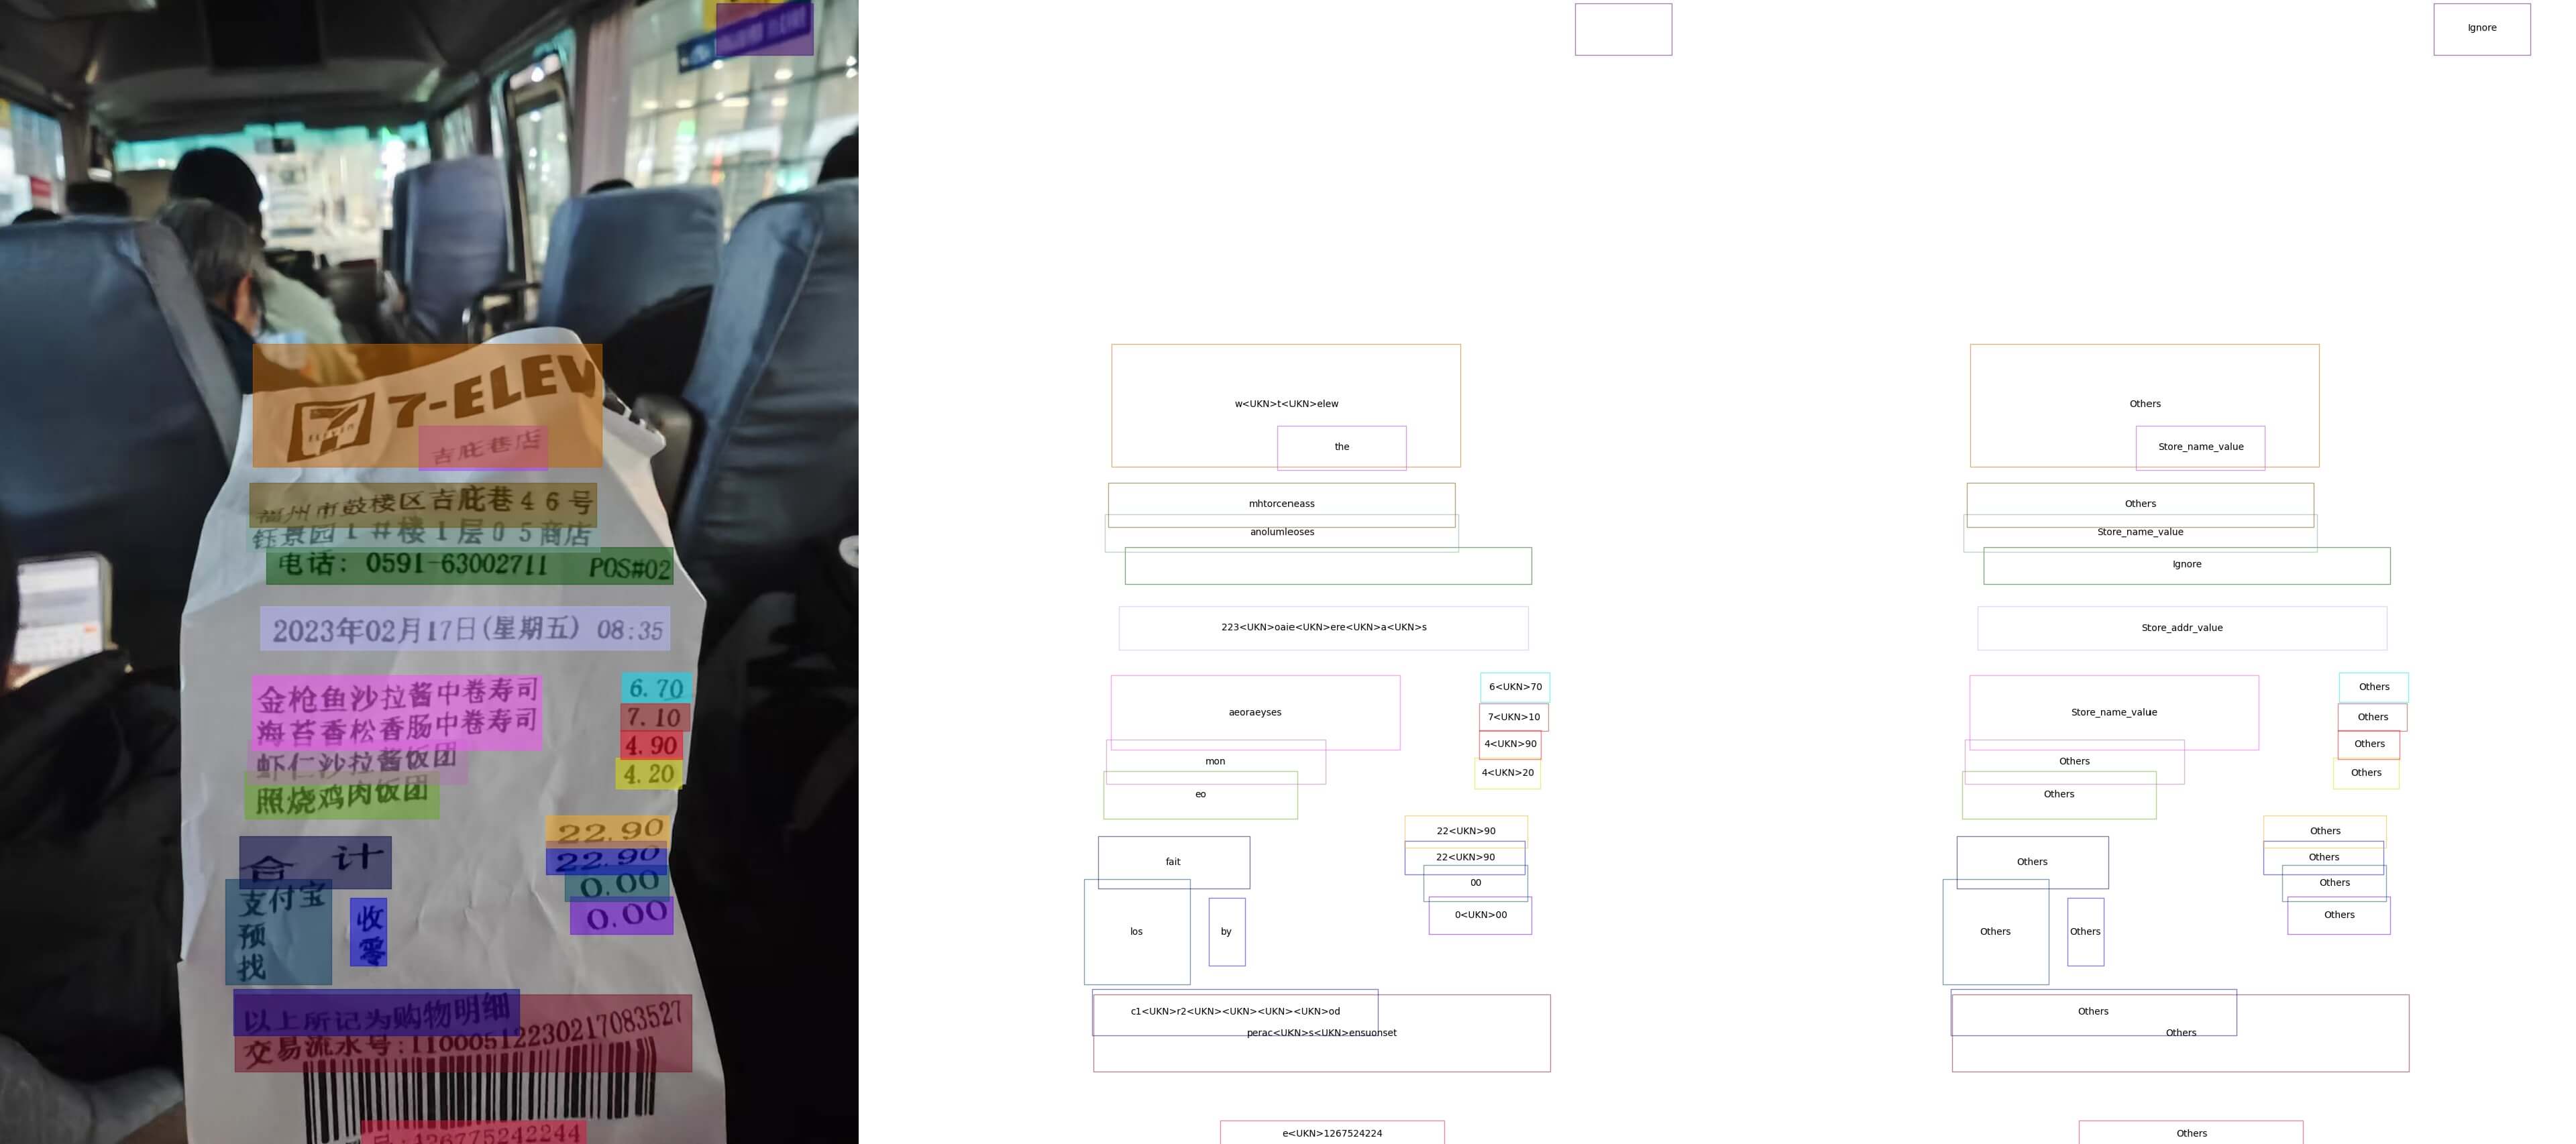 7-ELEV
吉庇巷店
福州市鼓楼区吉庇巷46号
钰景园1#楼1层05商店
电话: 0591-63002711 POS#02
2023年02月17日(星期五) 08:35
金枪鱼沙拉酱中卷寿司 6.70
海苔香松香肠中卷寿司 7.10
虾仁沙拉酱饭团 4.90
照烧鸡肉饭团 4.20
合 计 22.90
支付宝 22.90
预 收 0.00
找 零 0.00
以上所记为购物明细
交易流水号:11000512230217083527
号:126775242244
Ignore
w<UKN>t<UKN>elew
Others
the
Store_name_value
mhtorceneass
Others
anolumleoses
Store_name_value
Ignore
223<UKN>oaie<UKN>ere<UKN>a<UKN>s
Store_addr_value
6<UKN>70
Others
aeoraeyses
Store_name_value
7<UKN>10
Others
4<UKN>90
Others
mon
Others
4<UKN>20
Others
eo
Others
22<UKN>90
Others
22<UKN>90
Others
fait
Others
00
Others
0<UKN>00
Others
los
Others
by
Others
c1<UKN>r2<UKN><UKN><UKN><UKN>od
Others
perac<UKN>s<UKN>ensuonset
Others
e<UKN>1267524224
Others